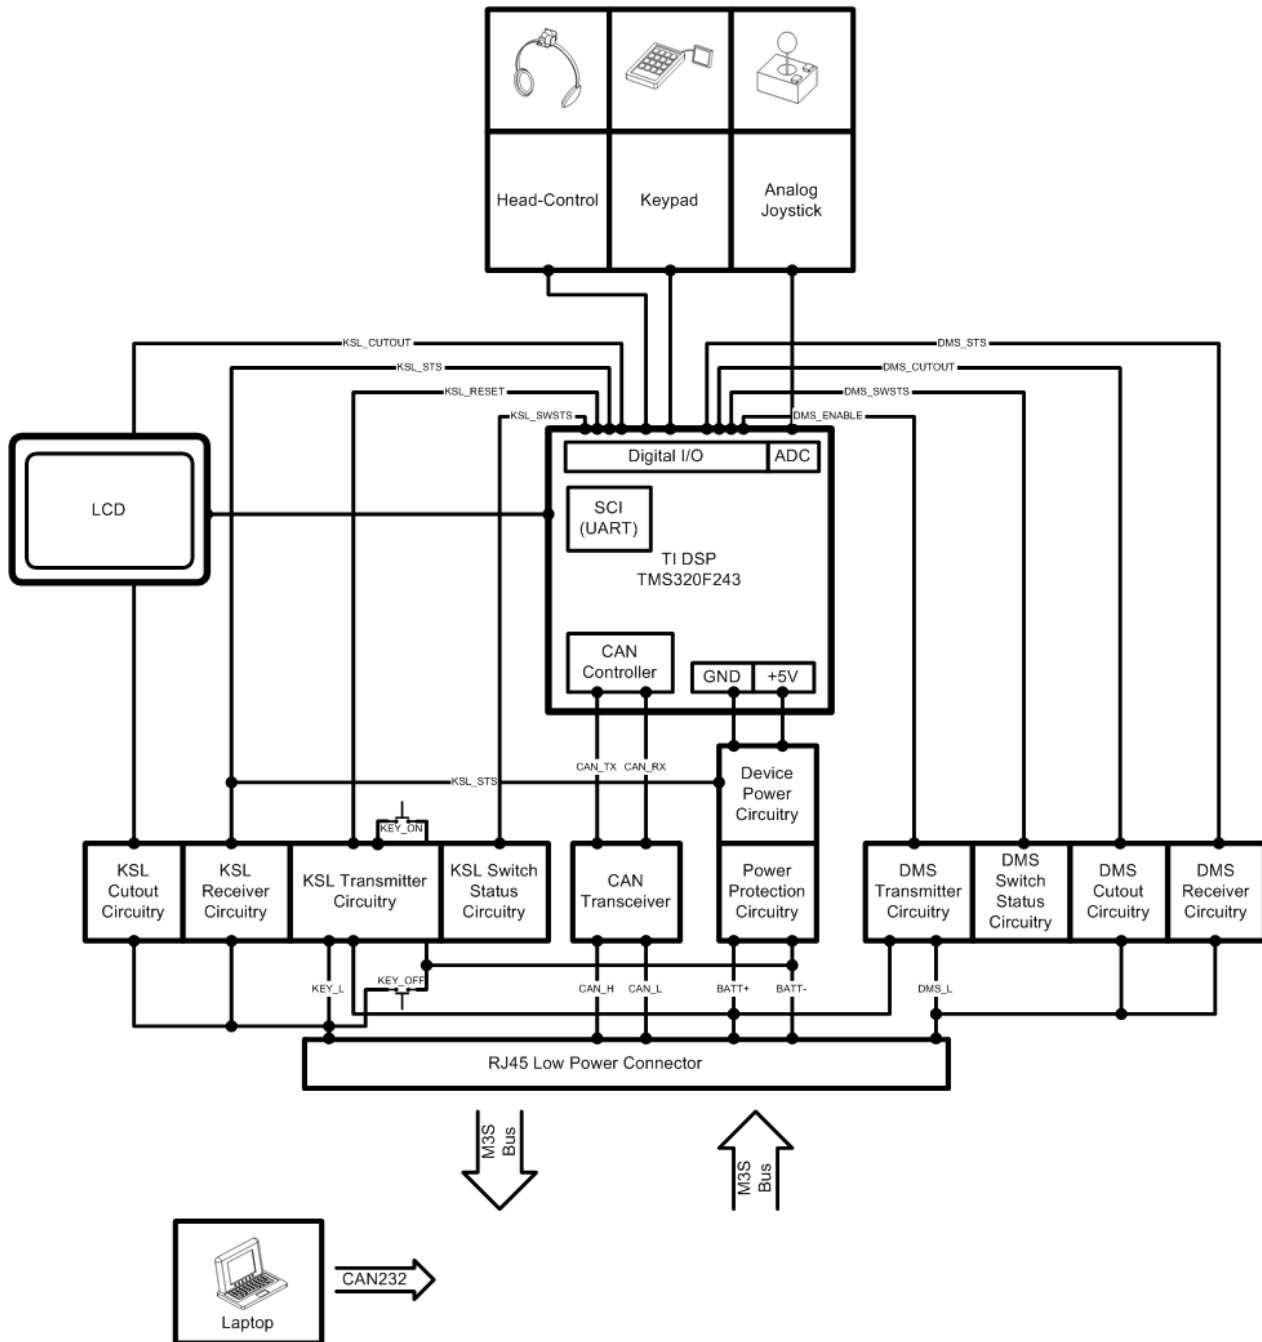 Head-Control
Keypad
Analog
Joystick
KSL_CUTOUT
DMS_STS
KSL_STS
DMS_CUTOUT
KSL_RESET
DMS_SWSTS
KSL_SWSTS
DMS_ENABLE
Digital I/O
ADC
LCD
SCI
(UART)
TI DSP
TMS320F243
CAN
Controller
GND
+5V
CAN_TX
CAN_RX
KSL_STS
Device
Power
Circuitry
KEY_ON
KSL
Cutout
Circuitry
KSL
Receiver
Circuitry
KSL Transmitter
Circuitry
KSL Switch
Status
Circuitry
CAN
Transceiver
Power
Protection
Circuitry
DMS
Transmitter
Circuitry
DMS
Switch
Status
Circuitry
DMS
Cutout
Circuitry
DMS
Receiver
Circuitry
KEY_L
KEY_OFF
CAN_H
CAN_L
BATT+
BATT-
DMS_L
RJ45 Low Power Connector
M3S
Bus
M3S
Bus
CAN232
Laptop